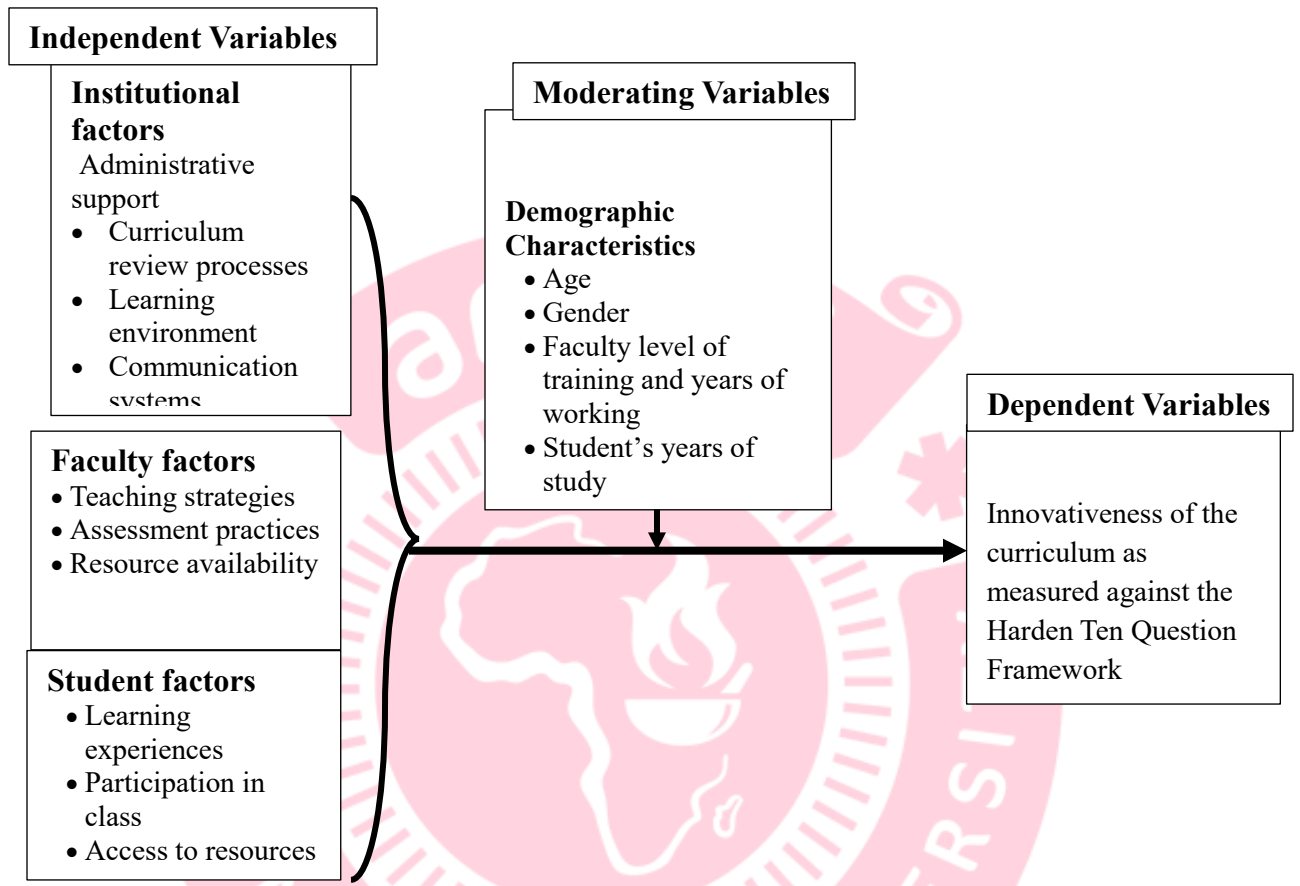 Independent Variables
Institutional
factors
Administrative
support
• Curriculum
review processes
• Learning
environment
• Communication
systems
Faculty factors
• Teaching strategies
• Assessment practices
• Resource availability
Student factors
• Learning
experiences
• Participation in
class
• Access to resources
Moderating Variables
Demographic
Characteristics
• Age
• Gender
• Faculty level of
training and years of
working
• Student’s years of
study
Dependent Variables
Innovativeness of the
curriculum as
measured against the
Harden Ten Question
Framework